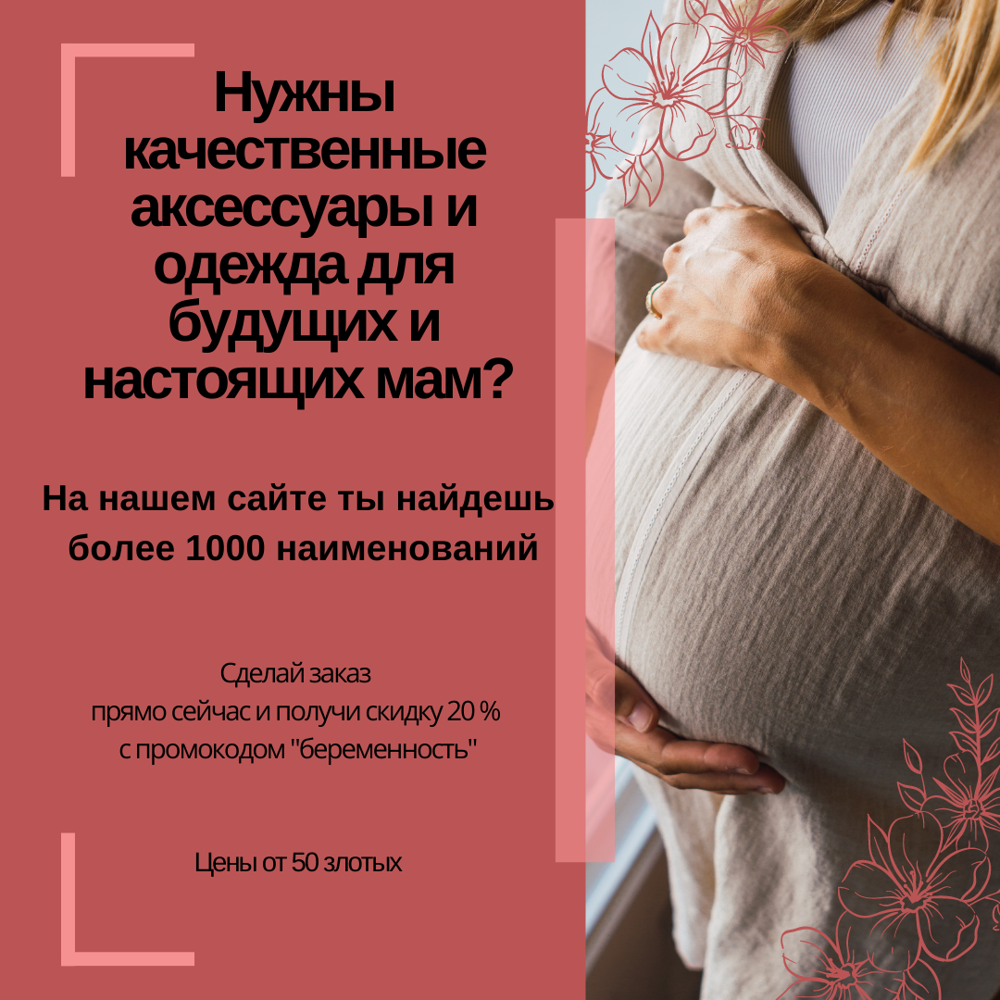 Нужны
качественные
аксессуары и
одежда для
будущих и
настоящих мам?
На нашем сайте ты найдешь
более 1000 наименований
Сделай заказ
прямо сейчас и получи скидку 20 %
с промокодом "беременность"
Цены от 50 злотых